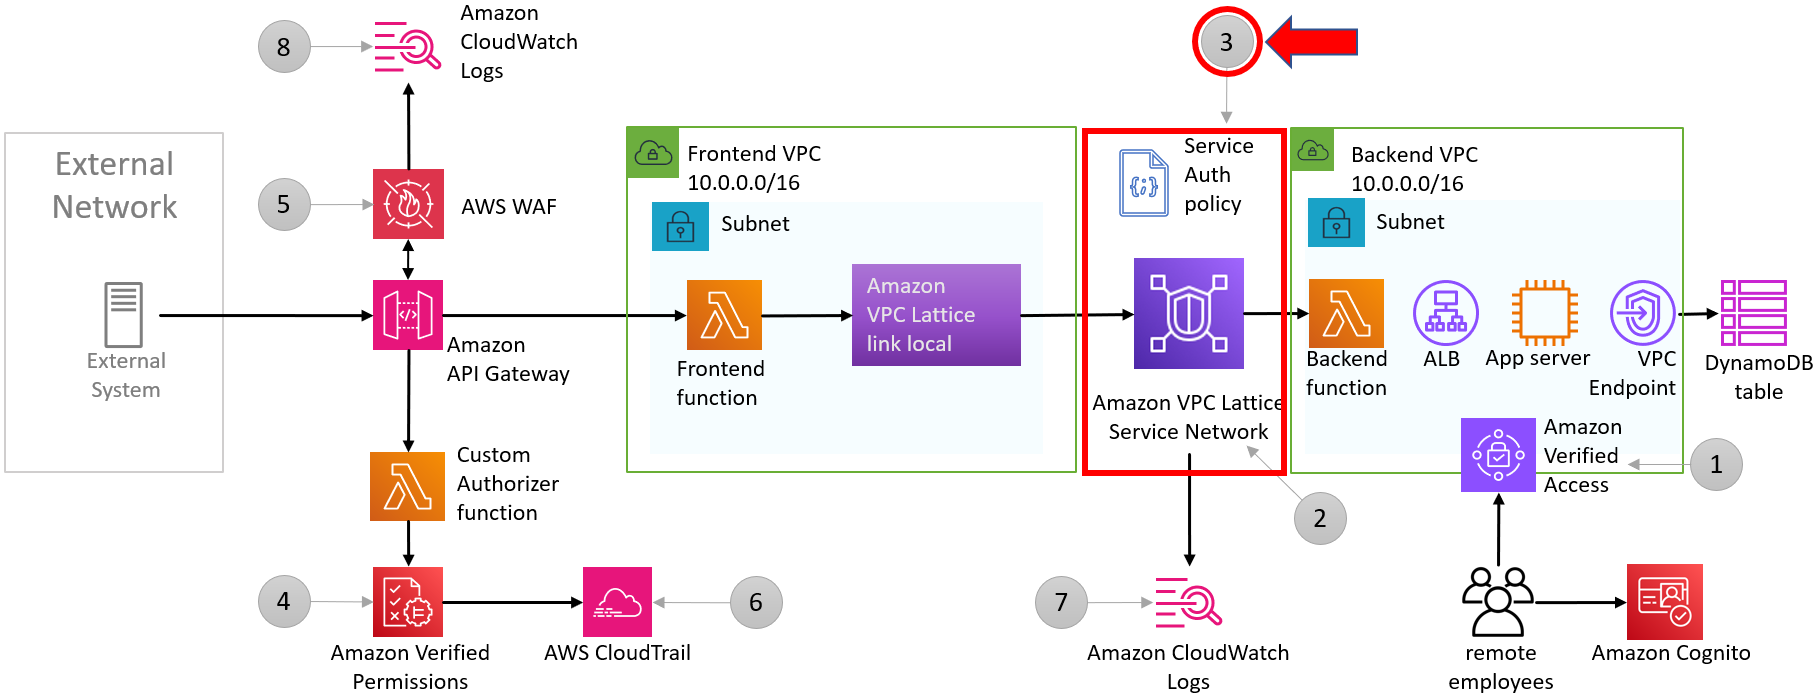 8
Amazon
CloudWatch
Logs
3
External
Network
5
AWS WAF
Frontend VPC
10.0.0.0/16
Subnet
Service
Auth
policy
Backend VPC
10.0.0.0/16
Subnet
External
System
Amazon
API Gateway
Frontend
function
Amazon
VPC Lattice
link local
Amazon VPC Lattice
Service Network
Backend
function
ALB
App server
VPC
Endpoint
DynamoDB
table
Custom
Authorizer
function
Amazon
Verified
Access
1
2
4
Amazon Verified
Permissions
6
AWS CloudTrail
7
Amazon CloudWatch
Logs
remote
employees
Amazon Cognito